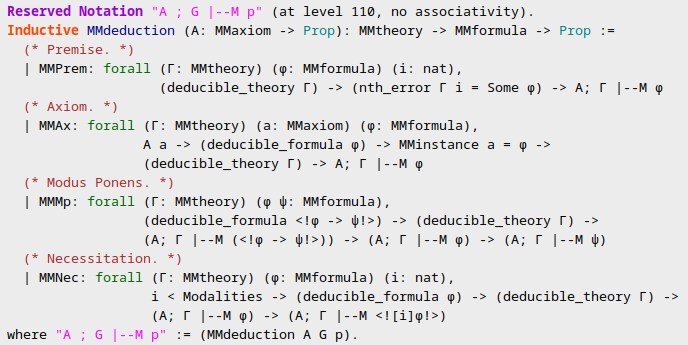 Reserved Notation "A ; G |--M p" (at level 110, no associativity).
Inductive MMdeduction (A: MMaxiom -> Prop): MMtheory -> MMformula -> Prop :=
  (* Premise. *)
  | MMPrem: forall (Γ: MMtheory) (φ: MMformula) (i: nat),
                   (deducible_theory Γ) -> (nth_error Γ i = Some φ) -> A; Γ |--M φ
  (* Axiom. *)
  | MMAx: forall (Γ: MMtheory) (a: MMaxiom) (φ: MMformula),
                 A a -> (deducible_formula φ) -> MMinstance a = φ ->
                 (deducible_theory Γ) -> A; Γ |--M φ
  (* Modus Ponens. *)
  | MMMp: forall (Γ: MMtheory) (φ ψ: MMformula),
                 (deducible_formula <!φ -> ψ!>) -> (deducible_theory Γ) ->
                 (A; Γ |--M (<!φ -> ψ!>)) -> (A; Γ |--M φ) -> (A; Γ |--M ψ)
  (* Necessitation. *)
  | MMNec: forall (Γ: MMtheory) (φ: MMformula) (i: nat),
                  i < Modalities -> (deducible_formula φ) -> (deducible_theory Γ) ->
                  (A; Γ |--M φ) -> (A; Γ |--M <![i]φ!>)
where "A ; G |--M p" := (MMdeduction A G p).